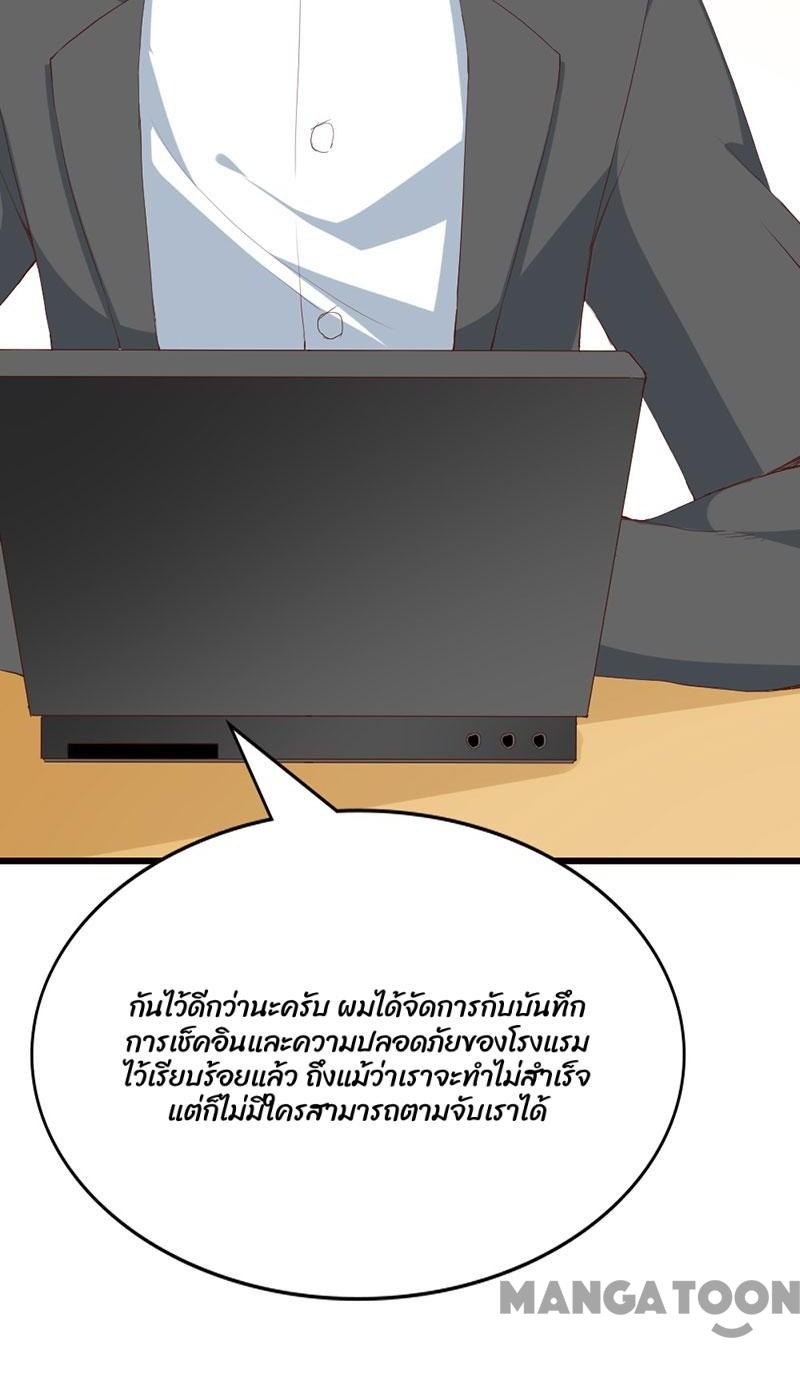 กันไว้ดีกว่านะครับ ผมได้จัดการกับบันทึก
การเช็คอินและความปลอดภัยของโรงแรม
ไว้เรียบร้อยแล้ว ถึงแม้ว่าเราจะทำไม่สำเร็จ
แต่ก็ไม่มีใครสามารถตามจับเราได้
MANGATOON